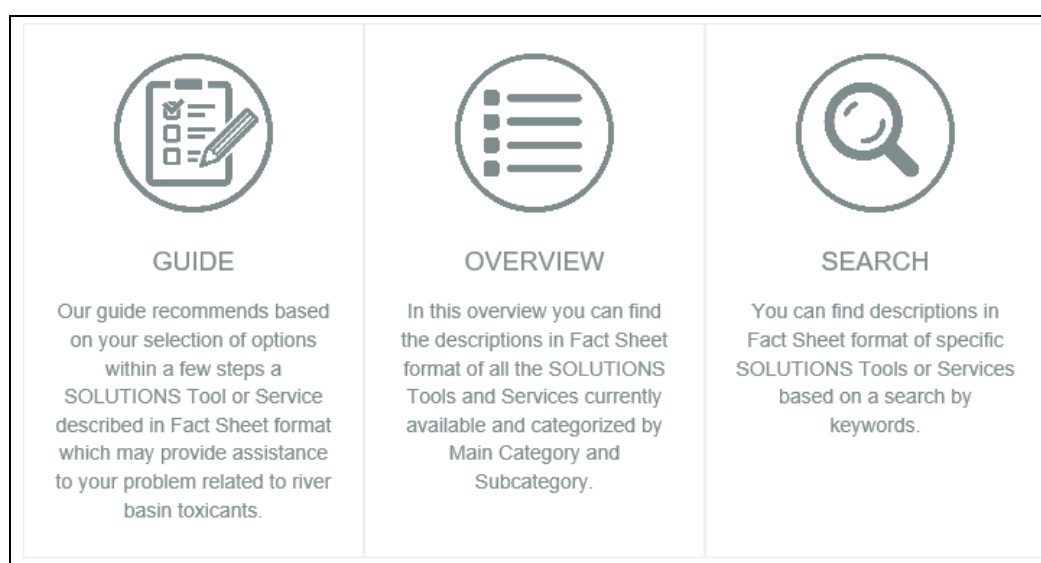 GUIDE
Our guide recommends based
on your selection of options
within a few steps a
SOLUTIONS Tool or Service
described in Fact Sheet format
which may provide assistance
to your problem related to river
basin toxicants.
OVERVIEW
In this overview you can find
the descriptions in Fact Sheet
format of all the SOLUTIONS
Tools and Services currently
available and categorized by
Main Category and
Subcategory.
SEARCH
You can find descriptions in
Fact Sheet format of specific
SOLUTIONS Tools or Services
based on a search by
keywords.